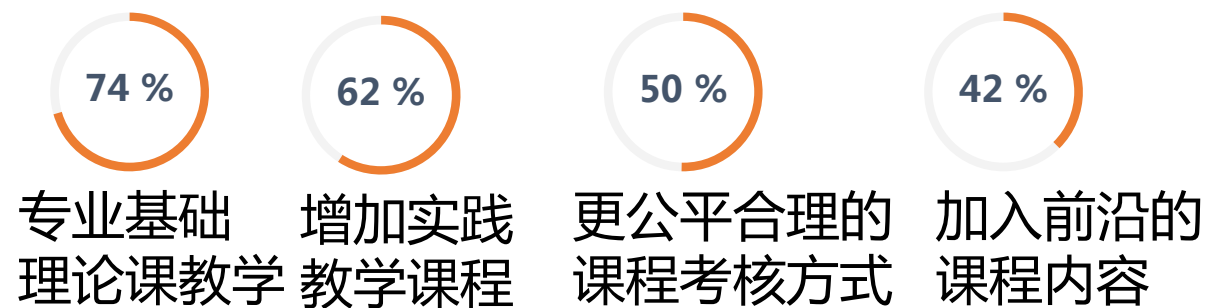 74 %
专业基础
理论课教学
62 %
增加实践
教学课程
50 %
更公平合理的
课程考核方式
42 %
加入前沿的
课程内容